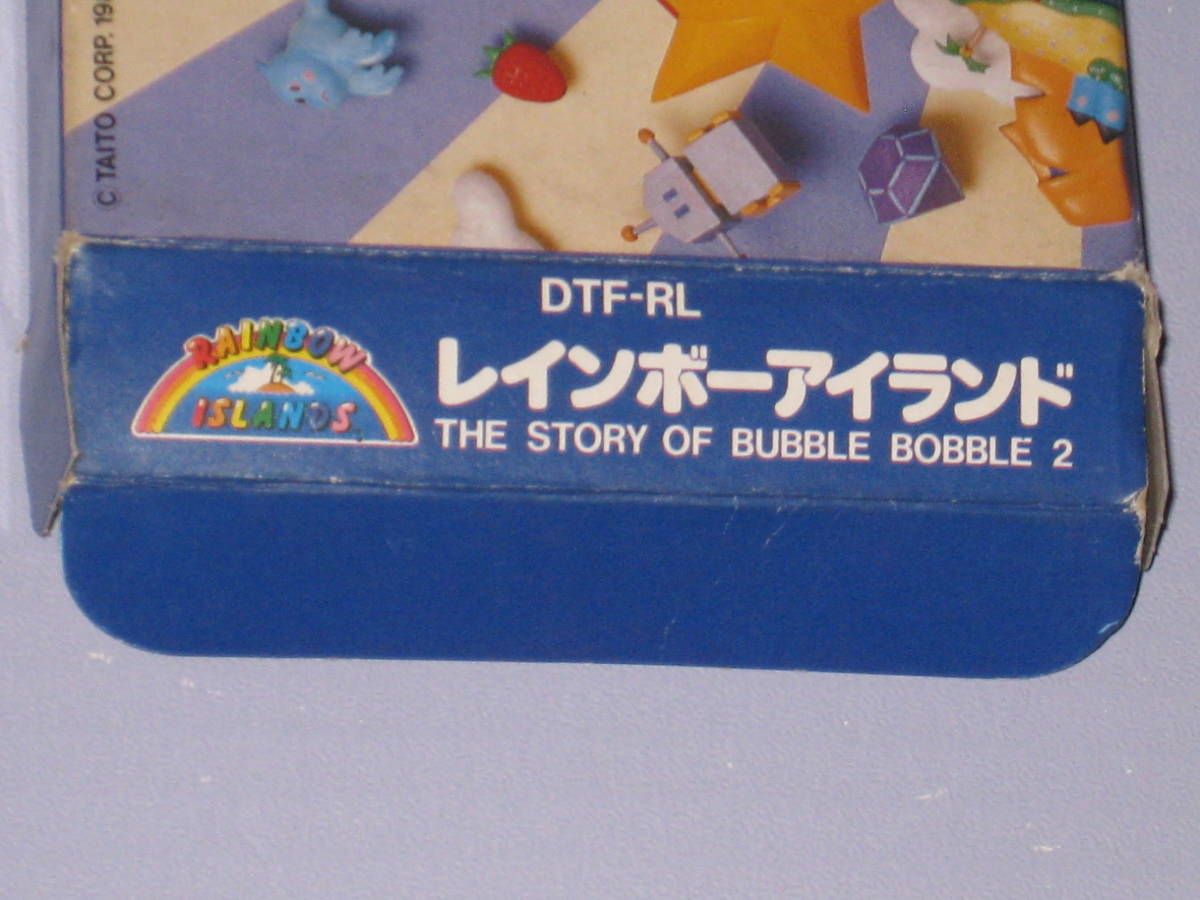 © TAITO CORP. 198
DTF-RL
RAINBOW
ISLANDS
レインボーアイランド
THE STORY OF BUBBLE BOBBLE 2